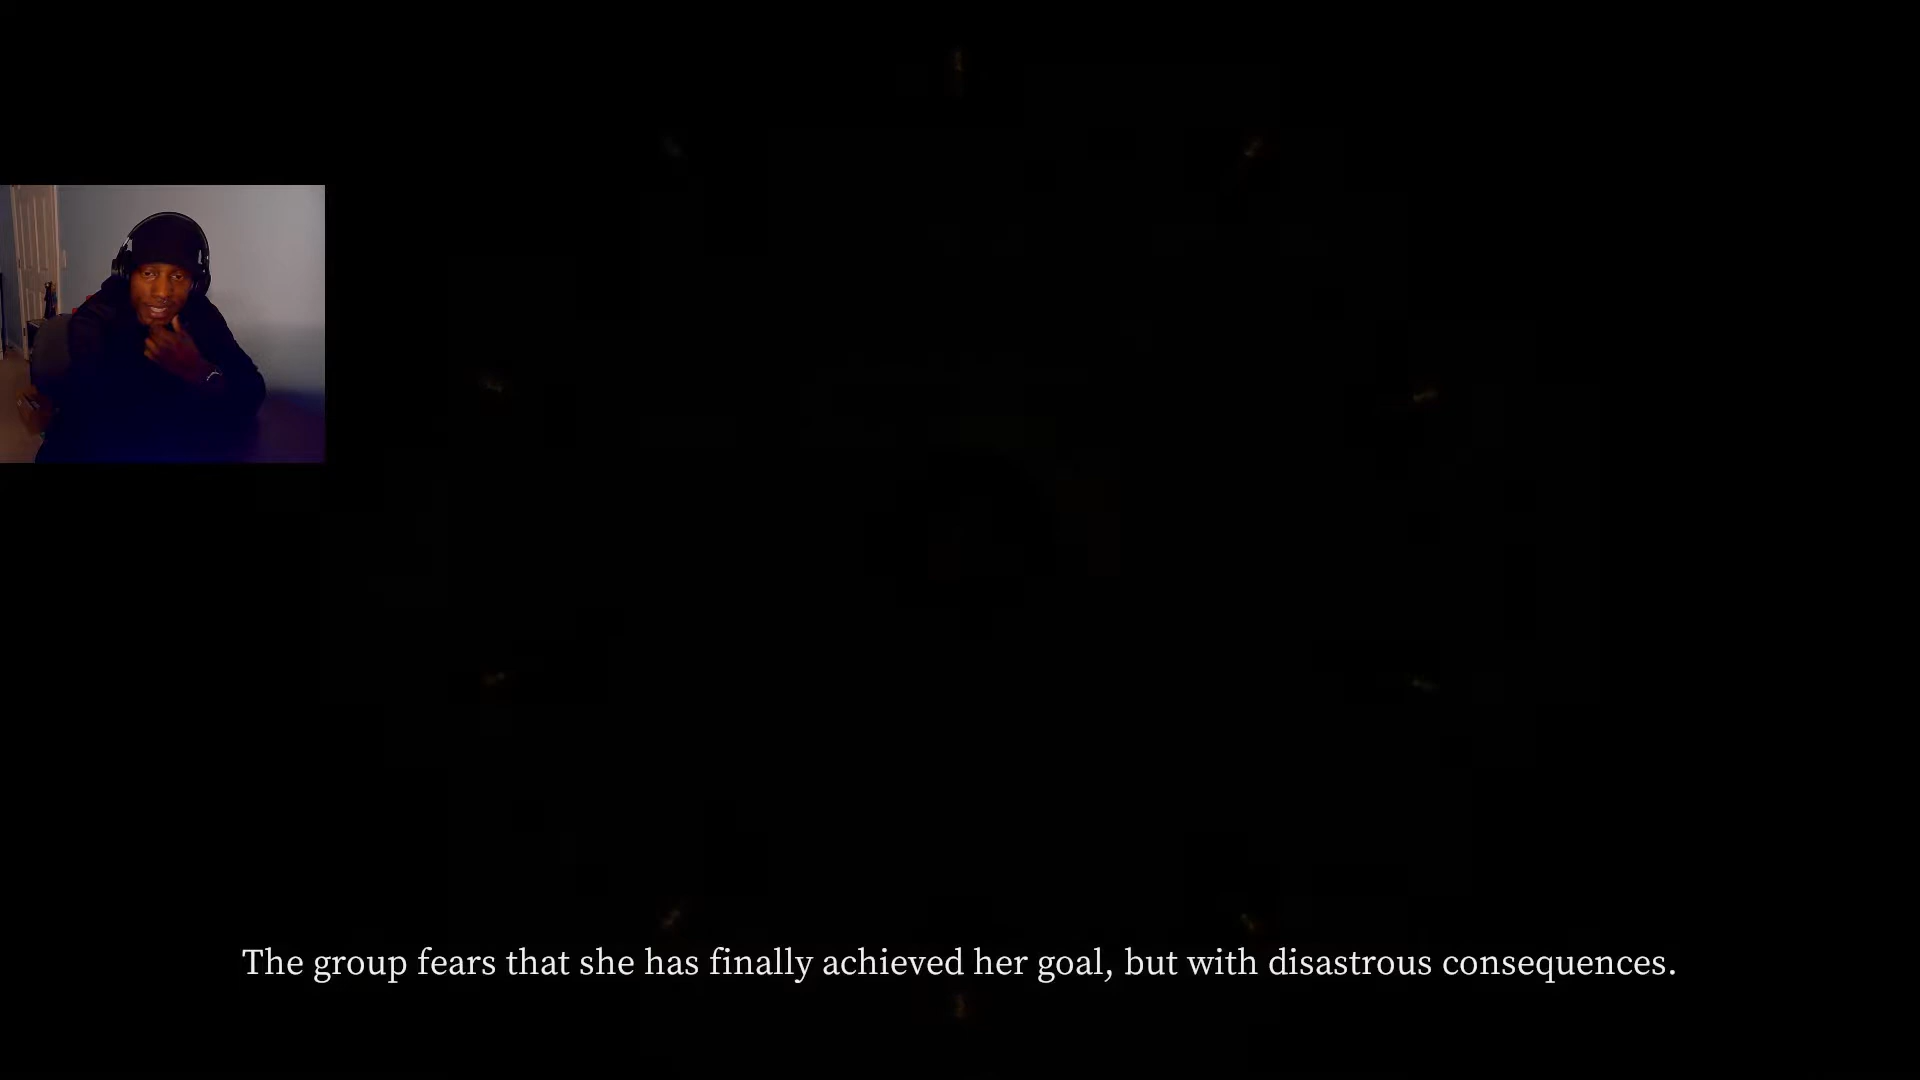 The group fears that she has finally achieved her goal, but with disastrous consequences.